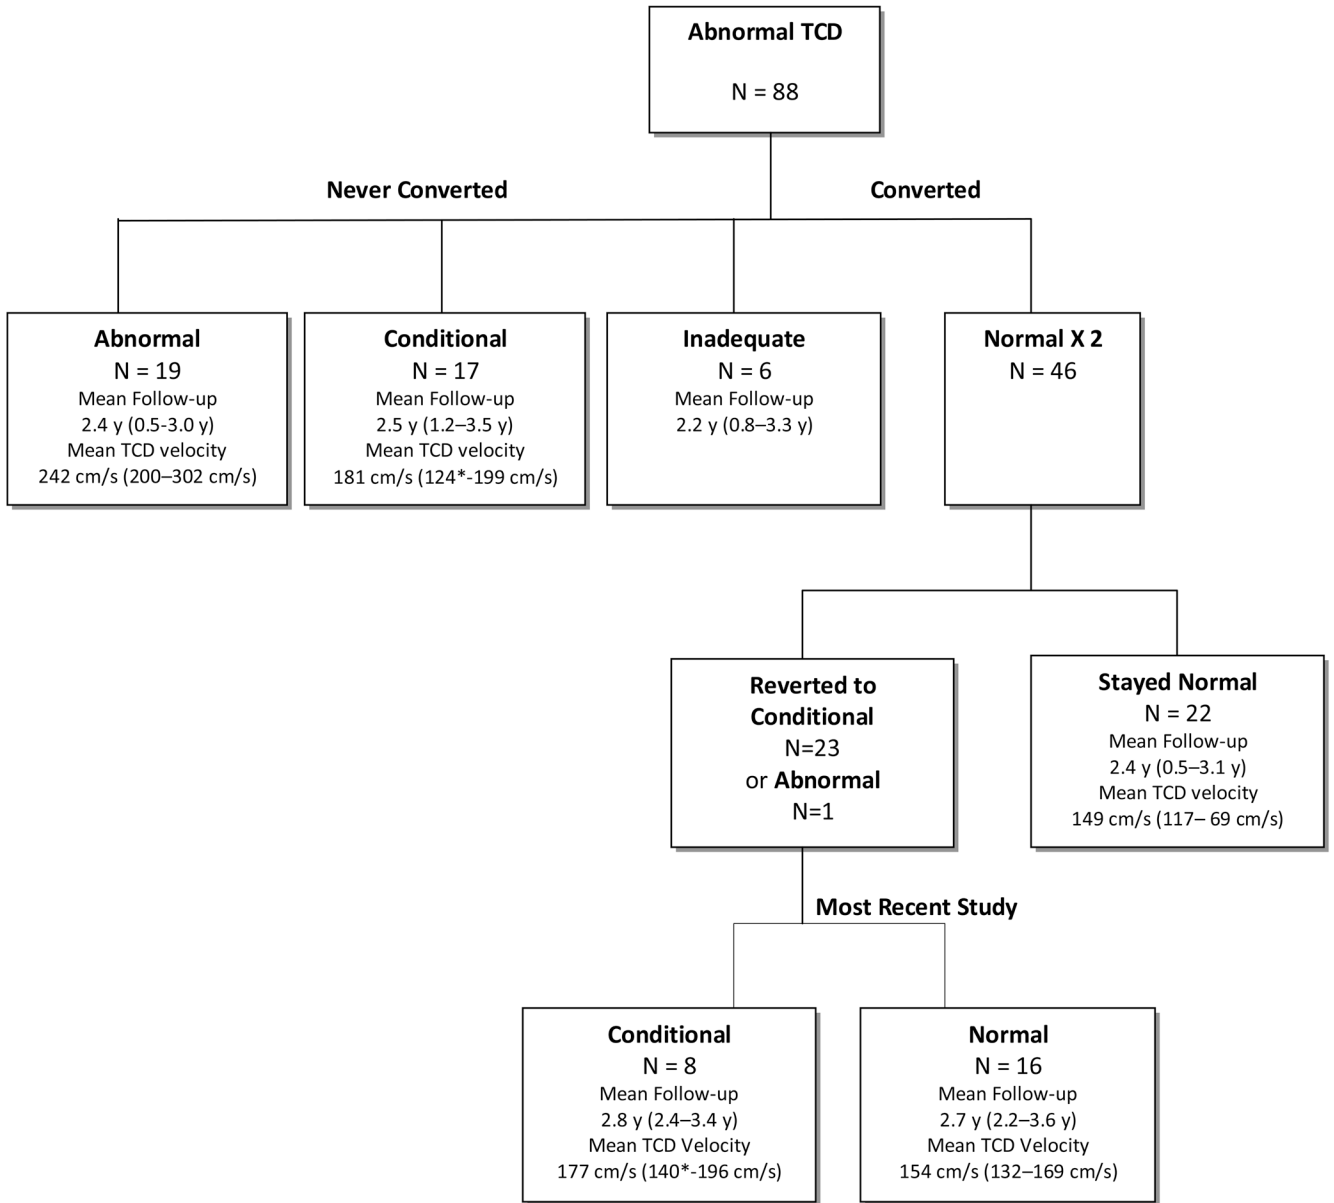 Abnormal TCD
N = 88
Never Converted
Converted
Abnormal
N = 19
Mean Follow-up
2.4 y (0.5-3.0 y)
Mean TCD velocity
242 cm/s (200–302 cm/s)
Conditional
N = 17
Mean Follow-up
2.5 y (1.2–3.5 y)
Mean TCD velocity
181 cm/s (124*-199 cm/s)
Inadequate
N = 6
Mean Follow-up
2.2 y (0.8–3.3 y)
Normal X 2
N = 46
Reverted to
Conditional
N=23
or Abnormal
N=1
Stayed Normal
N = 22
Mean Follow-up
2.4 y (0.5–3.1 y)
Mean TCD velocity
149 cm/s (117– 69 cm/s)
Most Recent Study
Conditional
N = 8
Mean Follow-up
2.8 y (2.4–3.4 y)
Mean TCD Velocity
177 cm/s (140*-196 cm/s)
Normal
N = 16
Mean Follow-up
2.7 y (2.2–3.6 y)
Mean TCD Velocity
154 cm/s (132–169 cm/s)